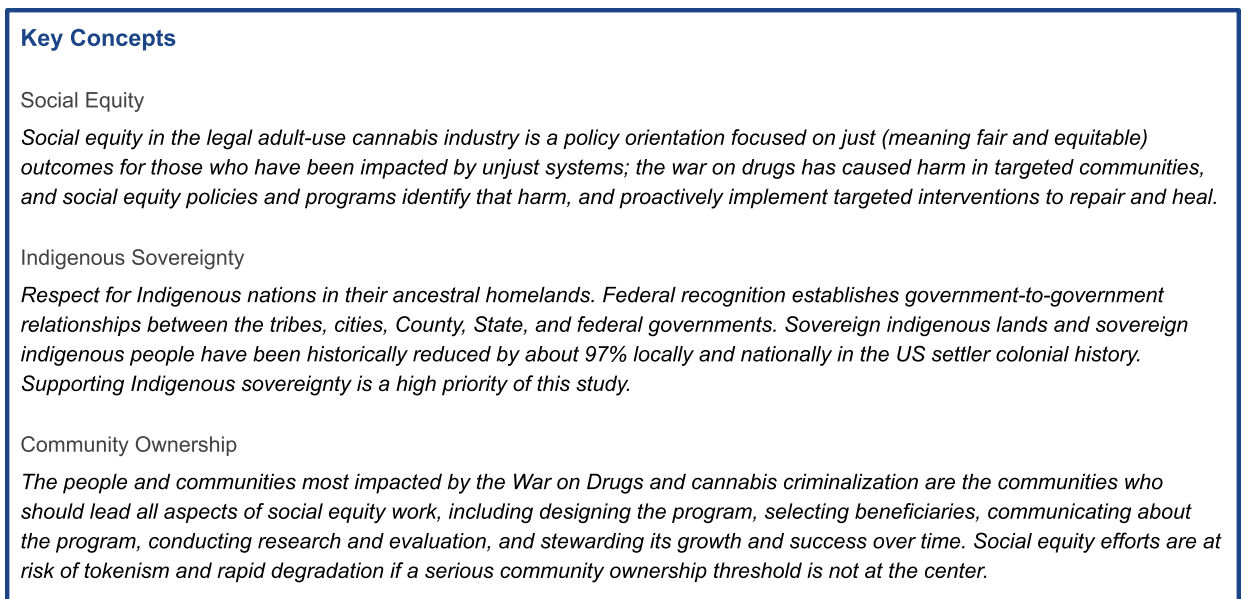 Key Concepts
Social Equity
Social equity in the legal adult-use cannabis industry is a policy orientation focused on just (meaning fair and equitable)
outcomes for those who have been impacted by unjust systems; the war on drugs has caused harm in targeted communities,
and social equity policies and programs identify that harm, and proactively implement targeted interventions to repair and heal.
Indigenous Sovereignty
Respect for Indigenous nations in their ancestral homelands. Federal recognition establishes government-to-government
relationships between the tribes, cities, County, State, and federal governments. Sovereign indigenous lands and sovereign
indigenous people have been historically reduced by about 97% locally and nationally in the US settler colonial history.
Supporting Indigenous sovereignty is a high priority of this study.
Community Ownership
The people and communities most impacted by the War on Drugs and cannabis criminalization are the communities who
should lead all aspects of social equity work, including designing the program, selecting beneficiaries, communicating about
the program, conducting research and evaluation, and stewarding its growth and success over time. Social equity efforts are at
risk of tokenism and rapid degradation if a serious community ownership threshold is not at the center.